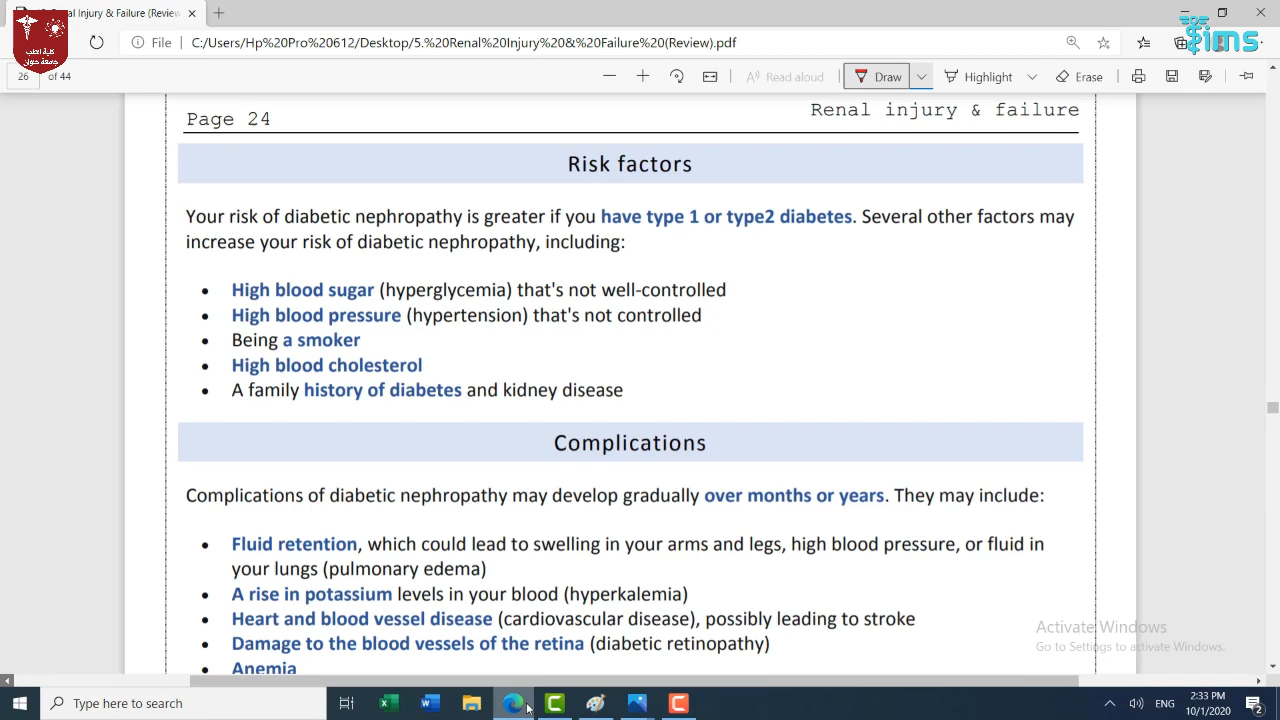 Renal Injury & Failure (Review
File
C:/Users/Hp%20Pro%20612/Desktop/5.%20Renal%20Injury%20&%20Failure%20(Review).pdf
ims
كلية الطب
جامعة حلوان
26 of 44
Read aloud
Draw
Highlight
Erase
Page 24
Renal injury & failure
Risk factors
Your risk of diabetic nephropathy is greater if you have type 1 or type2 diabetes. Several other factors may
increase your risk of diabetic nephropathy, including:
• High blood sugar (hyperglycemia) that's not well-controlled
• High blood pressure (hypertension) that's not controlled
• Being a smoker
• High blood cholesterol
• A family history of diabetes and kidney disease
Complications
Complications of diabetic nephropathy may develop gradually over months or years. They may include:
• Fluid retention, which could lead to swelling in your arms and legs, high blood pressure, or fluid in
your lungs (pulmonary edema)
• A rise in potassium levels in your blood (hyperkalemia)
• Heart and blood vessel disease (cardiovascular disease), possibly leading to stroke
• Damage to the blood vessels of the retina (diabetic retinopathy)
• Anemia
Activate Windows
Go to Settings to activate Windows.
Type here to search
ENG
2:33 PM
10/1/2020
2